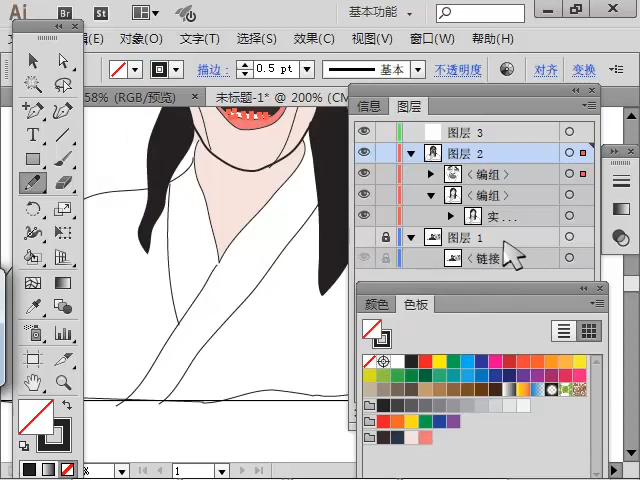 Ai Br St 基本功能
(E) 对象(O) 文字(T) 选择(S) 效果(C) 视图(V) 窗口(W) 帮助(H)
描边: 0.5 pt 基本 不透明度 对齐 变换
58% (RGB/预览) × 未标题-1* @ 200% (CM
信息 图层
图层 3
图层 2
<编组>
<编组>
实...
图层 1
<链接
颜色 色板
% 1